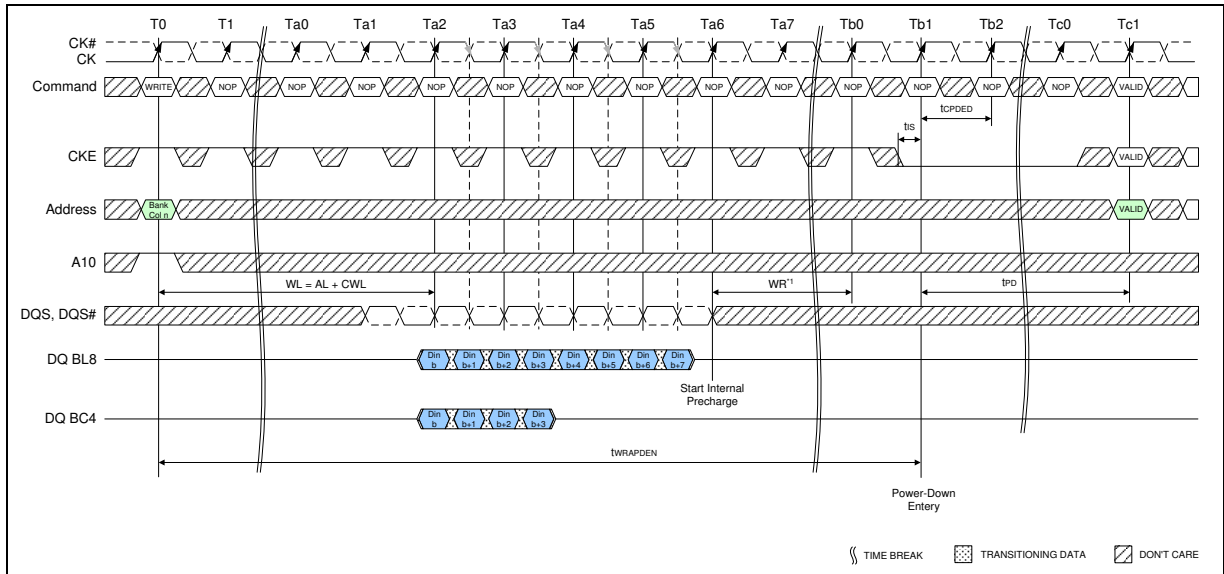 T0 T1 Ta0 Ta1 Ta2 Ta3 Ta4 Ta5 Ta6 Ta7 Tb0 Tb1 Tb2 Tc0 Tc1
CK#
CK
Command WRITE NOP NOP NOP NOP NOP NOP NOP NOP NOP NOP NOP NOP NOP VALID
tCPDED
tIS
CKE VALID
Address Bank Col n VALID
A10
WL = AL + CWL WR*1 tPD
DQS, DQS#
DQ BL8 Din b Din b+1 Din b+2 Din b+3 Din b+4 Din b+5 Din b+6 Din b+7
Start Internal
Precharge
DQ BC4 Din b Din b+1 Din b+2 Din b+3
tWRAPDEN
Power-Down
Entery
TIME BREAK TRANSITIONING DATA DON'T CARE